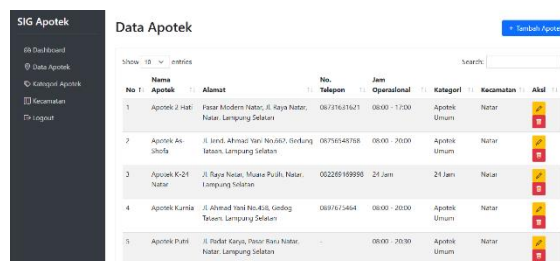 SIG Apotek
Dashboard
Data Apotek
Kategori Apotek
Kecamatan
Logout
Data Apotek
+ Tambah Apotek
Show 10 entries
Search:
No Nama Apotek Alamat No. Telepon Jam Operasional Kategori Kecamatan Aksi
1 Apotek 2 Hati Pasar Modern Natar, Jl. Raya Natar, 08731631621 08:00 - 17:00 Apotek Natar
Natar, Lampung Selatan Umum
2 Apotek As- Jl. Jend. Ahmad Yani No.667, Gedung 08756548768 08:00 - 20:00 Apotek Natar
Shofa Tataan, Lampung Selatan Umum
3 Apotek K-24 Jl. Raya Natar, Muara Putih, Natar, 082269169998 24 Jam 24 Jam Natar
Natar Lampung Selatan
4 Apotek Kurnia Jl. Ahmad Yani No.45B, Gedog 0897675464 08:00 - 20:00 Apotek Natar
Tataan, Lampung Selatan Umum
5 Apotek Putri Jl. Padat Karya, Pasar Baru Natar, - 08:00 - 20:30 Apotek Natar
Natar, Lampung Selatan Umum